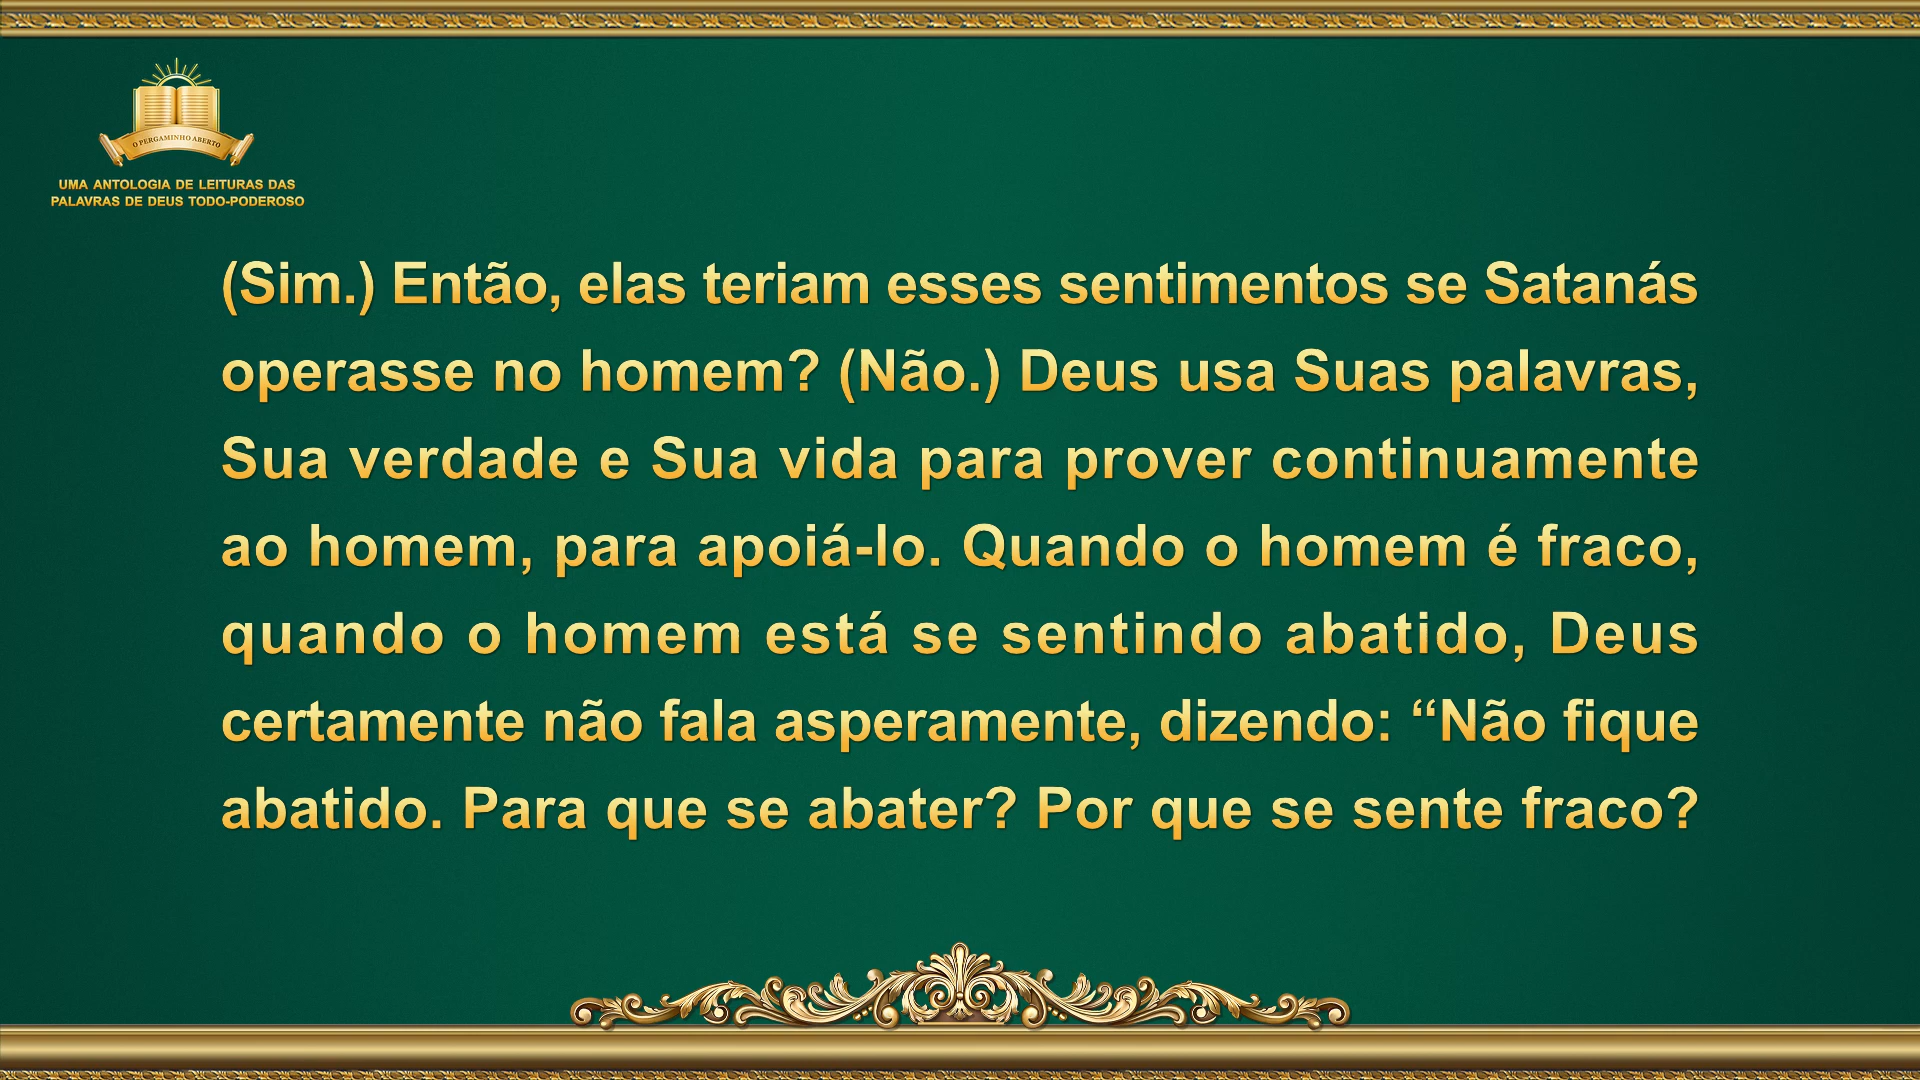 O PERGAMINHO ABERTO
UMA ANTOLOGIA DE LEITURAS DAS
PALAVRAS DE DEUS TODO-PODEROSO
(Sim.) Então, elas teriam esses sentimentos se Satanás
operasse no homem? (Não.) Deus usa Suas palavras,
Sua verdade e Sua vida para prover continuamente
ao homem, para apoiá-lo. Quando o homem é fraco,
quando o homem está se sentindo abatido, Deus
certamente não fala asperamente, dizendo: “Não fique
abatido. Para que se abater? Por que se sente fraco?